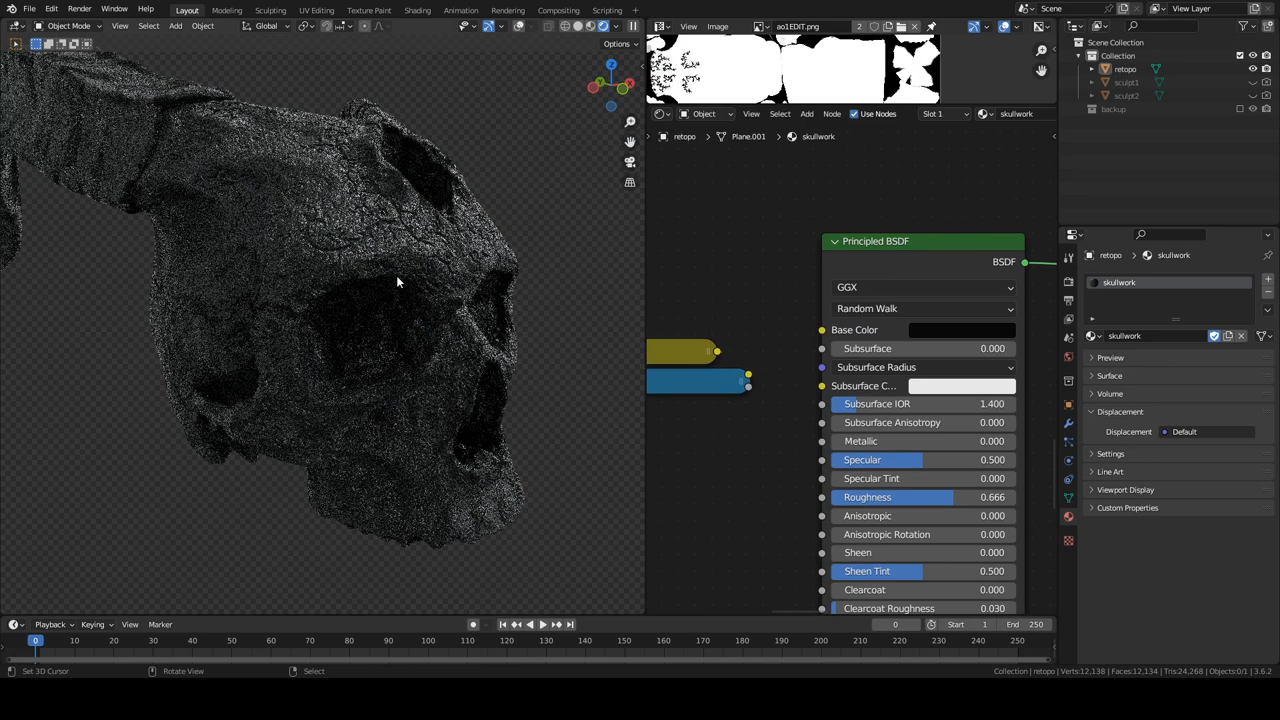 File Edit Render Window Help Layout Modeling Sculpting UV Editing Texture Paint Shading Animation Rendering Compositing Geometry Nodes Scripting Scene View Layer
Object Mode View Select Add Object Global
Options
View Image ao1EDIT.png 2
Object View Select Add Node Use Nodes Slot 1 skullwork
retopo Plane.001 skullwork
Principled BSDF
BSDF
GGX
Random Walk
Base Color
Subsurface 0.000
Subsurface Radius
Subsurface C...
Subsurface IOR 1.400
Subsurface Anisotropy 0.000
Metallic 0.000
Specular 0.500
Specular Tint 0.000
Roughness 0.666
Anisotropic 0.000
Anisotropic Rotation 0.000
Sheen 0.000
Sheen Tint 0.500
Clearcoat 0.000
Clearcoat Roughness 0.030
Scene Collection
Collection
retopo
sculpt1
sculpt2
backup
retopo skullwork
skullwork
skullwork
Preview
Surface
Volume
Displacement
Displacement Default
Settings
Line Art
Viewport Display
Custom Properties
Playback Keying View Marker 0 Start 1 End 250
0 10 20 30 40 50 60 70 80 90 100 110 120 130 140 150 160 170 180 190 200 210 220 230 240 250
Set 3D Cursor Rotate View Select Collection | retopo | Verts:12,138 | Faces:12,134 | Tris:24,268 | Objects:0/1 | 3.6.2